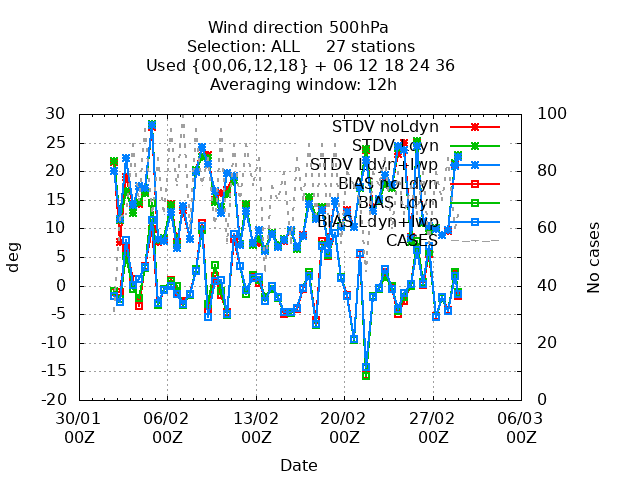 Wind direction 500hPa
Selection: ALL 27 stations
Used {00,06,12,18} + 06 12 18 24 36
Averaging window: 12h
30
25
20
15
10
5
0
-5
-10
-15
-20
deg
100
80
60
40
20
0
No cases
STDV noLdyn
STDV Ldyn
STDV Ldyn+lwp
BIAS noLdyn
BIAS Ldyn
BIAS Ldyn+lwp
CASES
30/01 06/02 13/02 20/02 27/02 06/03
00Z 00Z 00Z 00Z 00Z 00Z
Date